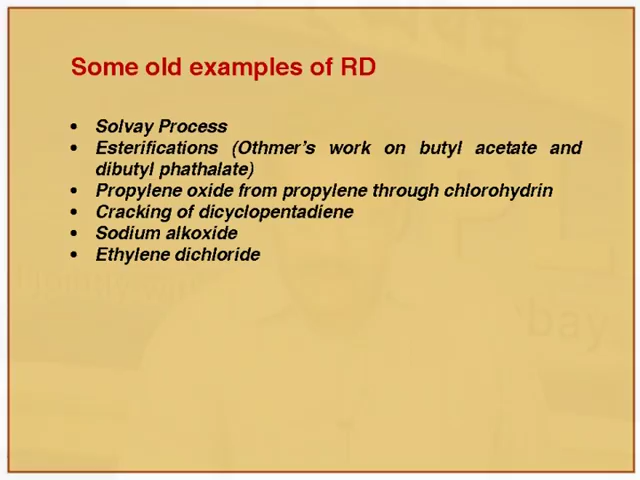 Some old examples of RD
• Solvay Process
• Esterifications (Othmer's work on butyl acetate and
dibutyl phathalate)
• Propylene oxide from propylene through chlorohydrin
• Cracking of dicyclopentadiene
• Sodium alkoxide
• Ethylene dichloride
bay